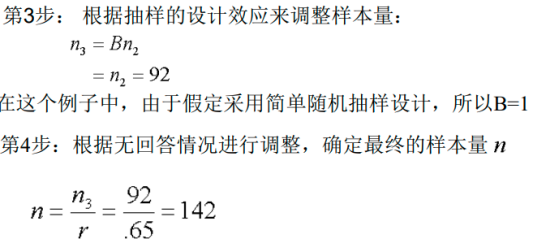 第3步： 根据抽样的设计效应来调整样本量：
n₃ = Bn₂
= n₂ = 92
在这个例子中，由于假定采用简单随机抽样设计，所以B=1
第4步：根据无回答情况进行调整，确定最终的样本量 n
n = n₃/r = 92/.65 = 142